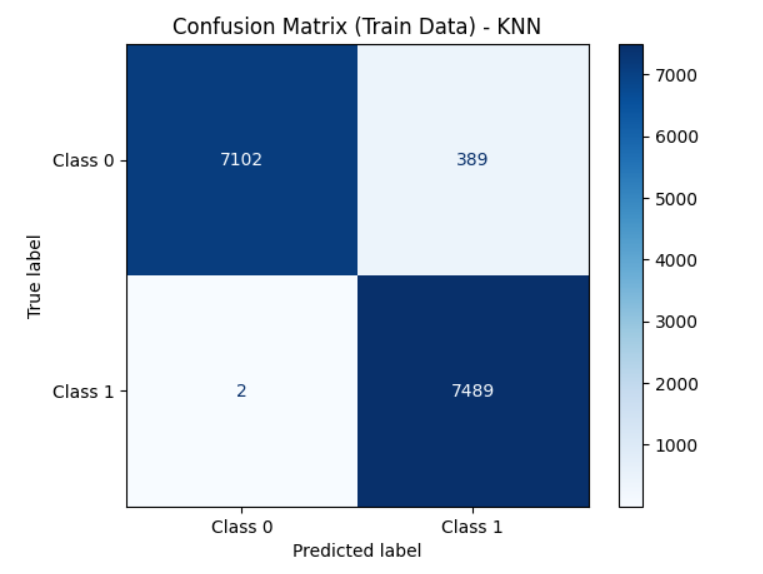 Confusion Matrix (Train Data) - KNN
7000
6000
5000
4000
3000
2000
1000
Class 0
7102
389
True label
Class 1
2
7489
Class 0
Class 1
Predicted label